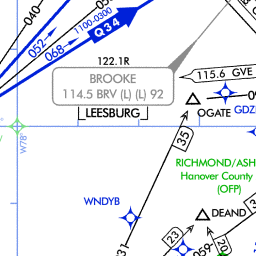 040
052
068
1100-0300
Q34
122.1R
BROOKE
114.5 BRV (L) (L) 92
LEESBURG
115.6 GVE
OGATE
GDZ
W78°
35
RICHMOND/ASH
Hanover County
(OFP)
WNDYB
DEAND
23
059
20